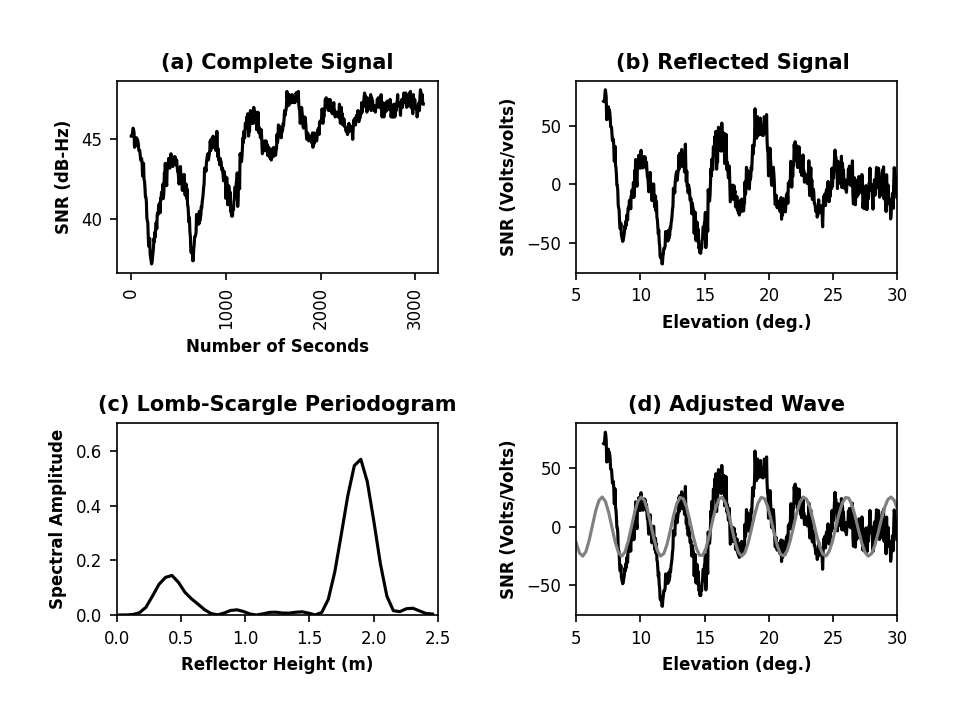 (a) Complete Signal
SNR (dB-Hz)
45
40
0
1000
2000
3000
Number of Seconds
(b) Reflected Signal
SNR (Volts/volts)
50
0
−50
5 10 15 20 25 30
Elevation (deg.)
(c) Lomb-Scargle Periodogram
Spectral Amplitude
0.6
0.4
0.2
0.0
0.0 0.5 1.0 1.5 2.0 2.5
Reflector Height (m)
(d) Adjusted Wave
SNR (Volts/Volts)
50
0
−50
5 10 15 20 25 30
Elevation (deg.)